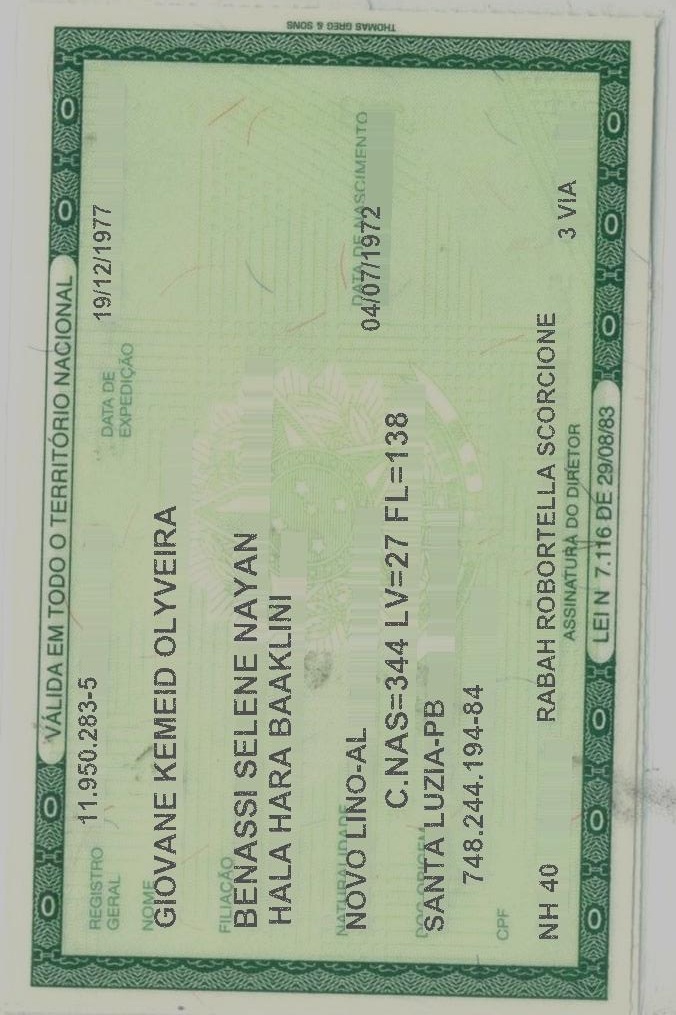 VÁLIDA EM TODO O TERRITÓRIO NACIONAL
REGISTRO GERAL 11.950.283-5 DATA DE EXPEDIÇÃO 19/12/1977
NOME
GIOVANE KEMEID OLYVEIRA
FILIAÇÃO
BENASSI SELENE NAYAN
HALA HARA BAAKLINI
NATURALIDADE DATA DE NASCIMENTO
NOVO LINO-AL 04/07/1972
C.NAS=344 LV=27 FL=138
DOC ORIGEM
SANTA LUZIA-PB
748.244.194-84
CPF
NH 40 RABAH ROBORTELLA SCORCIONE 3 VIA
ASSINATURA DO DIRETOR
LEI N 7.116 DE 29/08/83
THOMAS GREG & SONS